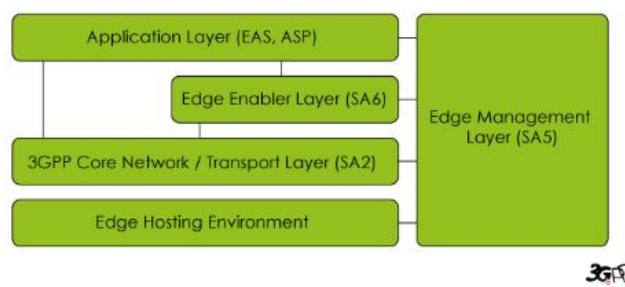 Application Layer (EAS, ASP)
Edge Enabler Layer (SA6)
Edge Management
Layer (SA5)
3GPP Core Network / Transport Layer (SA2)
Edge Hosting Environment
3GPP